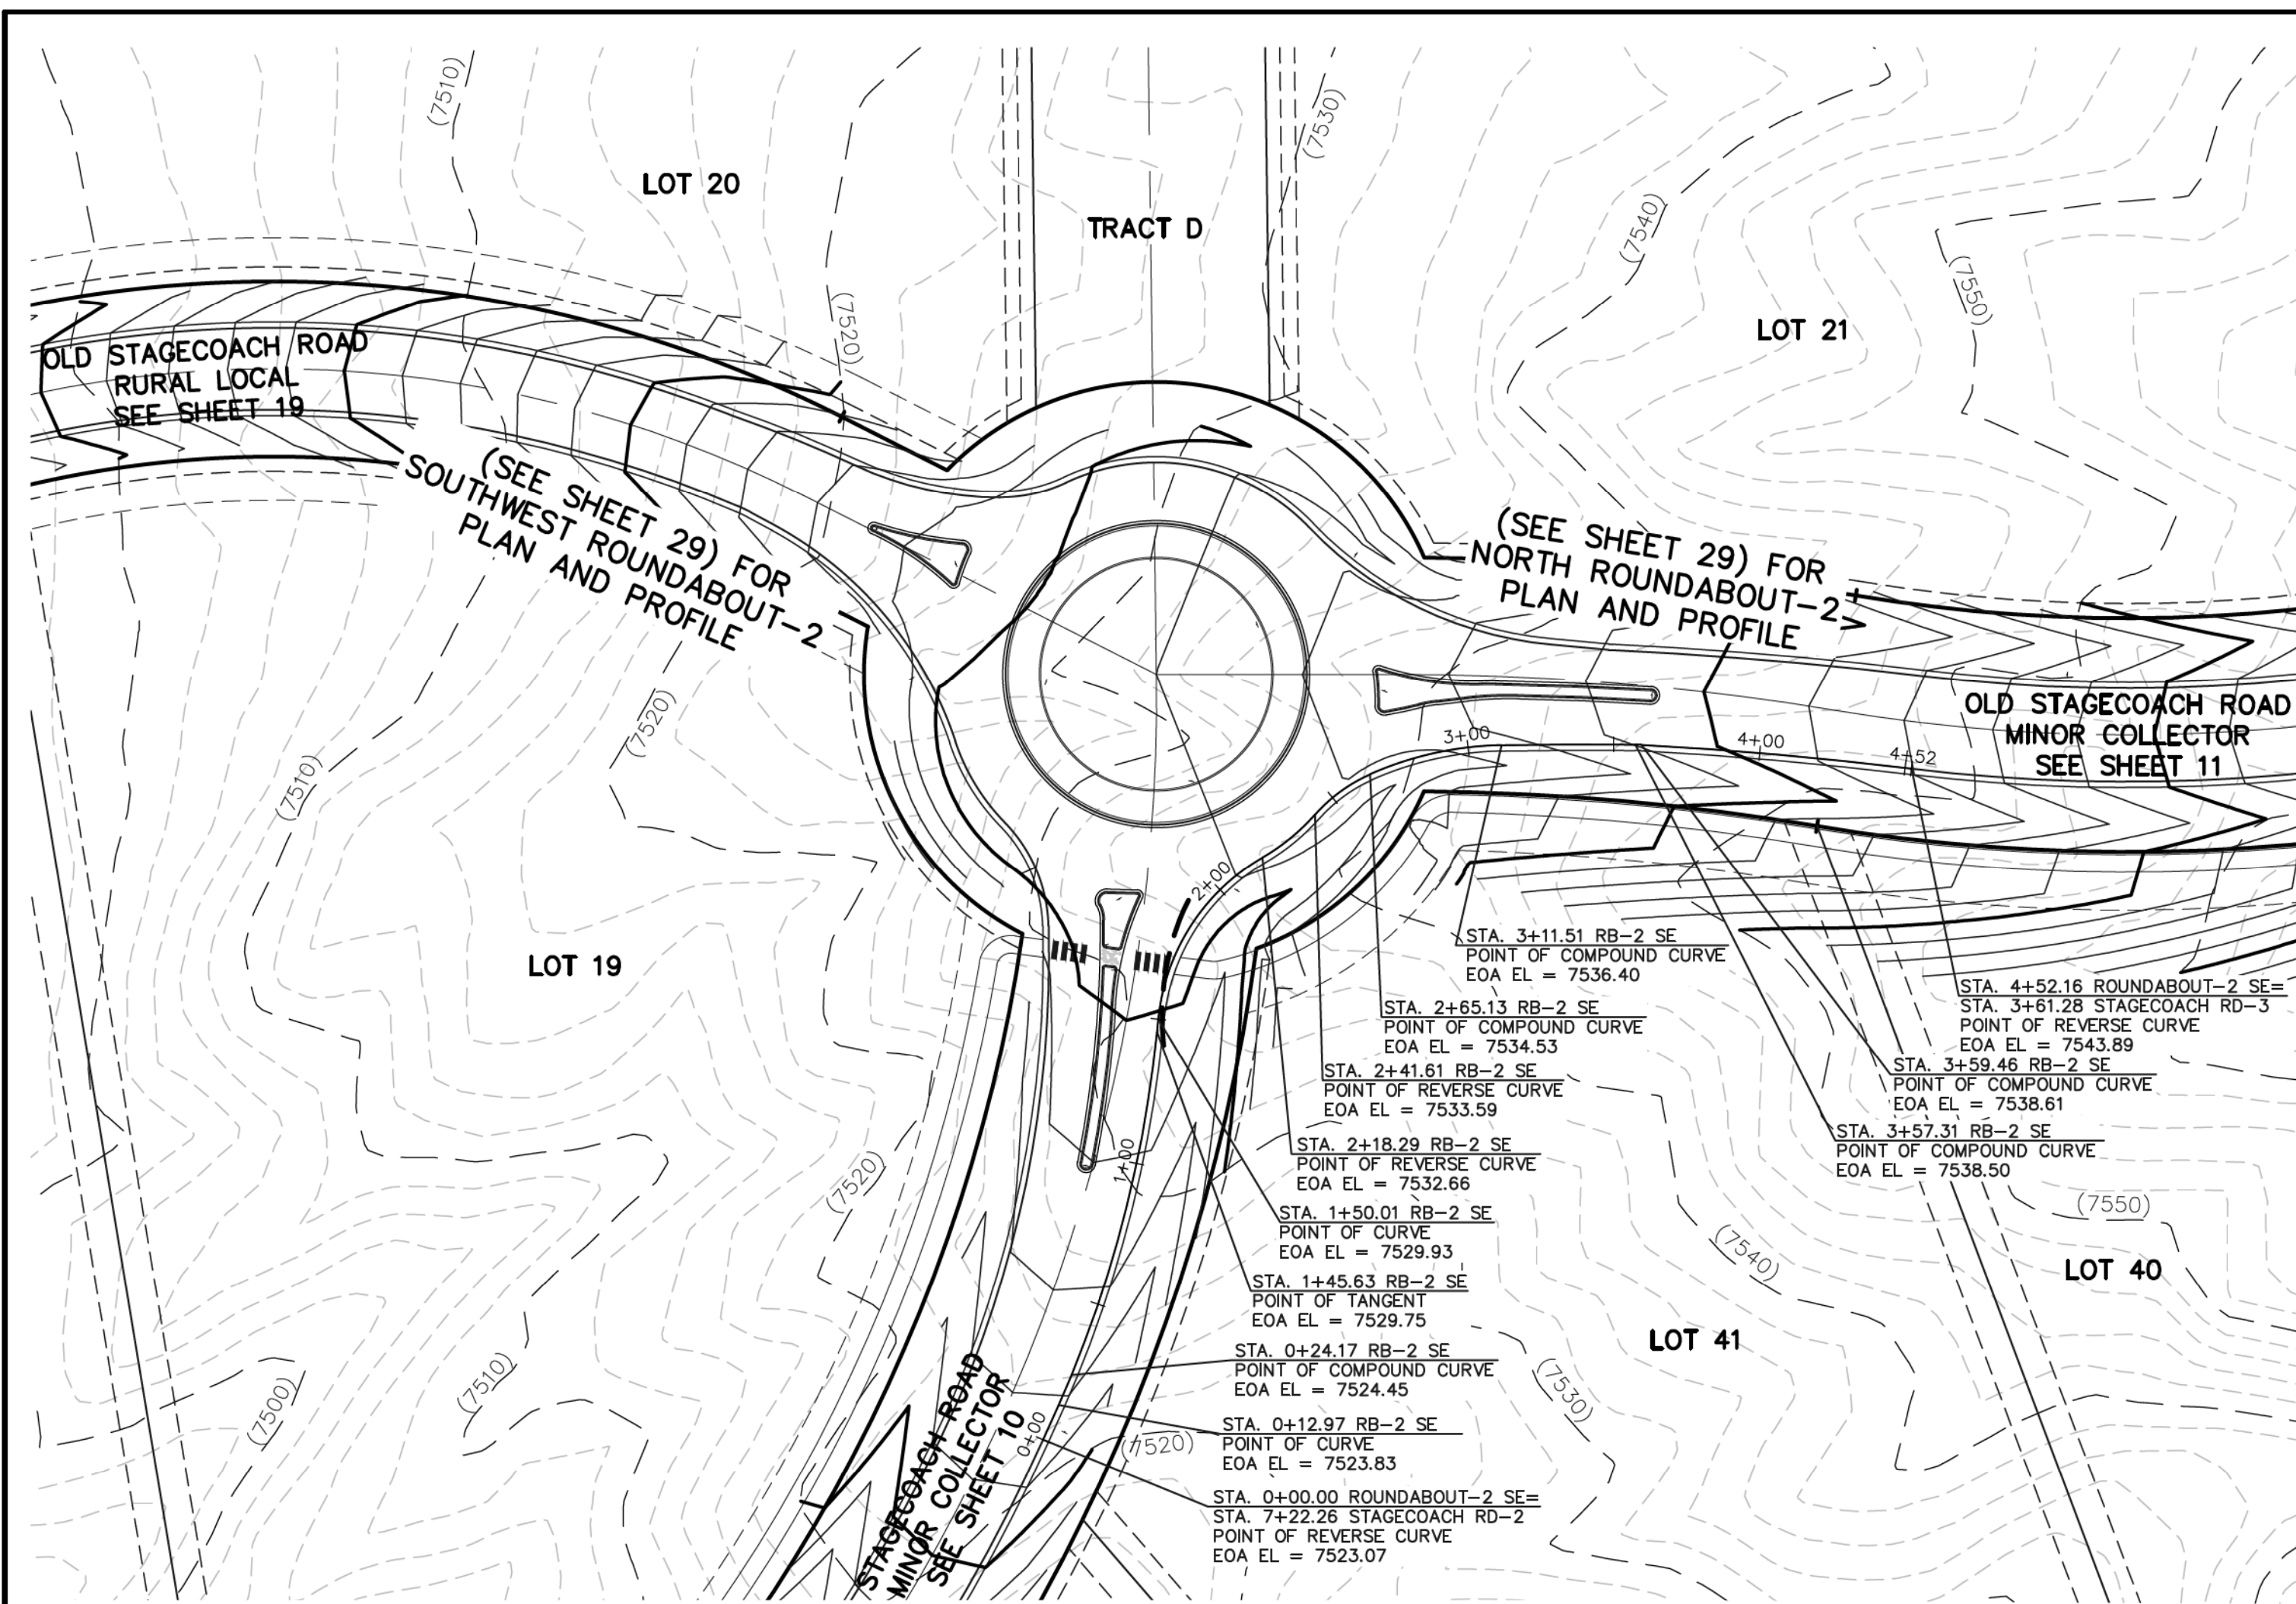 (7510)
(7530)
LOT 20
TRACT D
(7540)
(7550)
(7520)
LOT 21
OLD STAGECOACH ROAD
RURAL LOCAL
SEE SHEET 19
(SEE SHEET 29) FOR
SOUTHWEST ROUNDABOUT-2
PLAN AND PROFILE
(SEE SHEET 29) FOR
NORTH ROUNDABOUT-2
PLAN AND PROFILE
(7520)
(7510)
OLD STAGECOACH ROAD
MINOR COLLECTOR
SEE SHEET 11
3+00
4+00
4+52
2+00
LOT 19
STA. 3+11.51 RB-2 SE
POINT OF COMPOUND CURVE
EOA EL = 7536.40
STA. 4+52.16 ROUNDABOUT-2 SE=
STA. 3+61.28 STAGECOACH RD-3
POINT OF REVERSE CURVE
EOA EL = 7543.89
STA. 2+65.13 RB-2 SE
POINT OF COMPOUND CURVE
EOA EL = 7534.53
STA. 3+59.46 RB-2 SE
POINT OF COMPOUND CURVE
EOA EL = 7538.61
STA. 2+41.61 RB-2 SE
POINT OF REVERSE CURVE
EOA EL = 7533.59
STA. 3+57.31 RB-2 SE
POINT OF COMPOUND CURVE
EOA EL = 7538.50
STA. 2+18.29 RB-2 SE
POINT OF REVERSE CURVE
EOA EL = 7532.66
1+00
(7520)
(7550)
STA. 1+50.01 RB-2 SE
POINT OF CURVE
EOA EL = 7529.93
(7540)
LOT 40
STA. 1+45.63 RB-2 SE
POINT OF TANGENT
EOA EL = 7529.75
LOT 41
STA. 0+24.17 RB-2 SE
POINT OF COMPOUND CURVE
EOA EL = 7524.45
(7510)
(7500)
(7530)
STA. 0+12.97 RB-2 SE
POINT OF CURVE
EOA EL = 7523.83
0+00
(7520)
STAGECOACH ROAD
MINOR COLLECTOR
SEE SHEET 10
STA. 0+00.00 ROUNDABOUT-2 SE=
STA. 7+22.26 STAGECOACH RD-2
POINT OF REVERSE CURVE
EOA EL = 7523.07